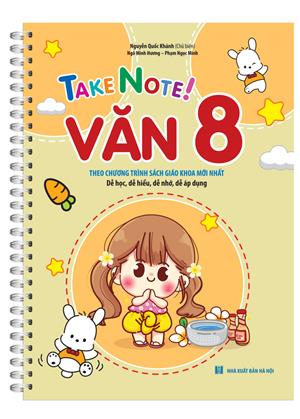 Nguyễn Quốc Khánh (Chủ biên)
Ngô Minh Hương – Phạm Ngọc Minh
TAKE NOTE!
VĂN 8
THEO CHƯƠNG TRÌNH SÁCH GIÁO KHOA MỚI NHẤT
Dễ học, dễ hiểu, dễ nhớ, dễ áp dụng
NHÀ XUẤT BẢN HÀ NỘI